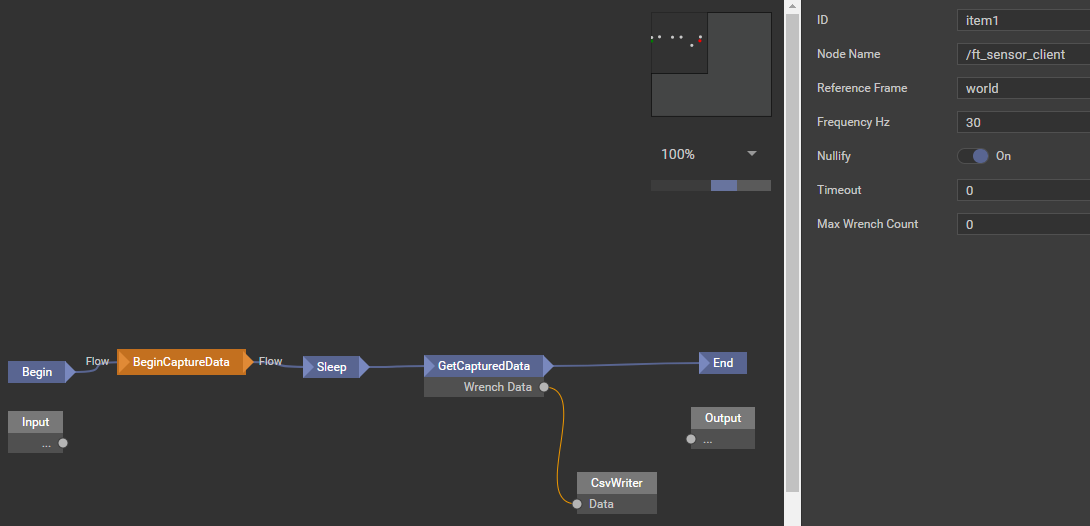 100%
Flow
Flow
Begin
BeginCaptureData
Sleep
GetCapturedData
Wrench Data
End
Input
...
Output
...
CsvWriter
Data
ID
item1
Node Name
/ft_sensor_client
Reference Frame
world
Frequency Hz
30
Nullify
On
Timeout
0
Max Wrench Count
0